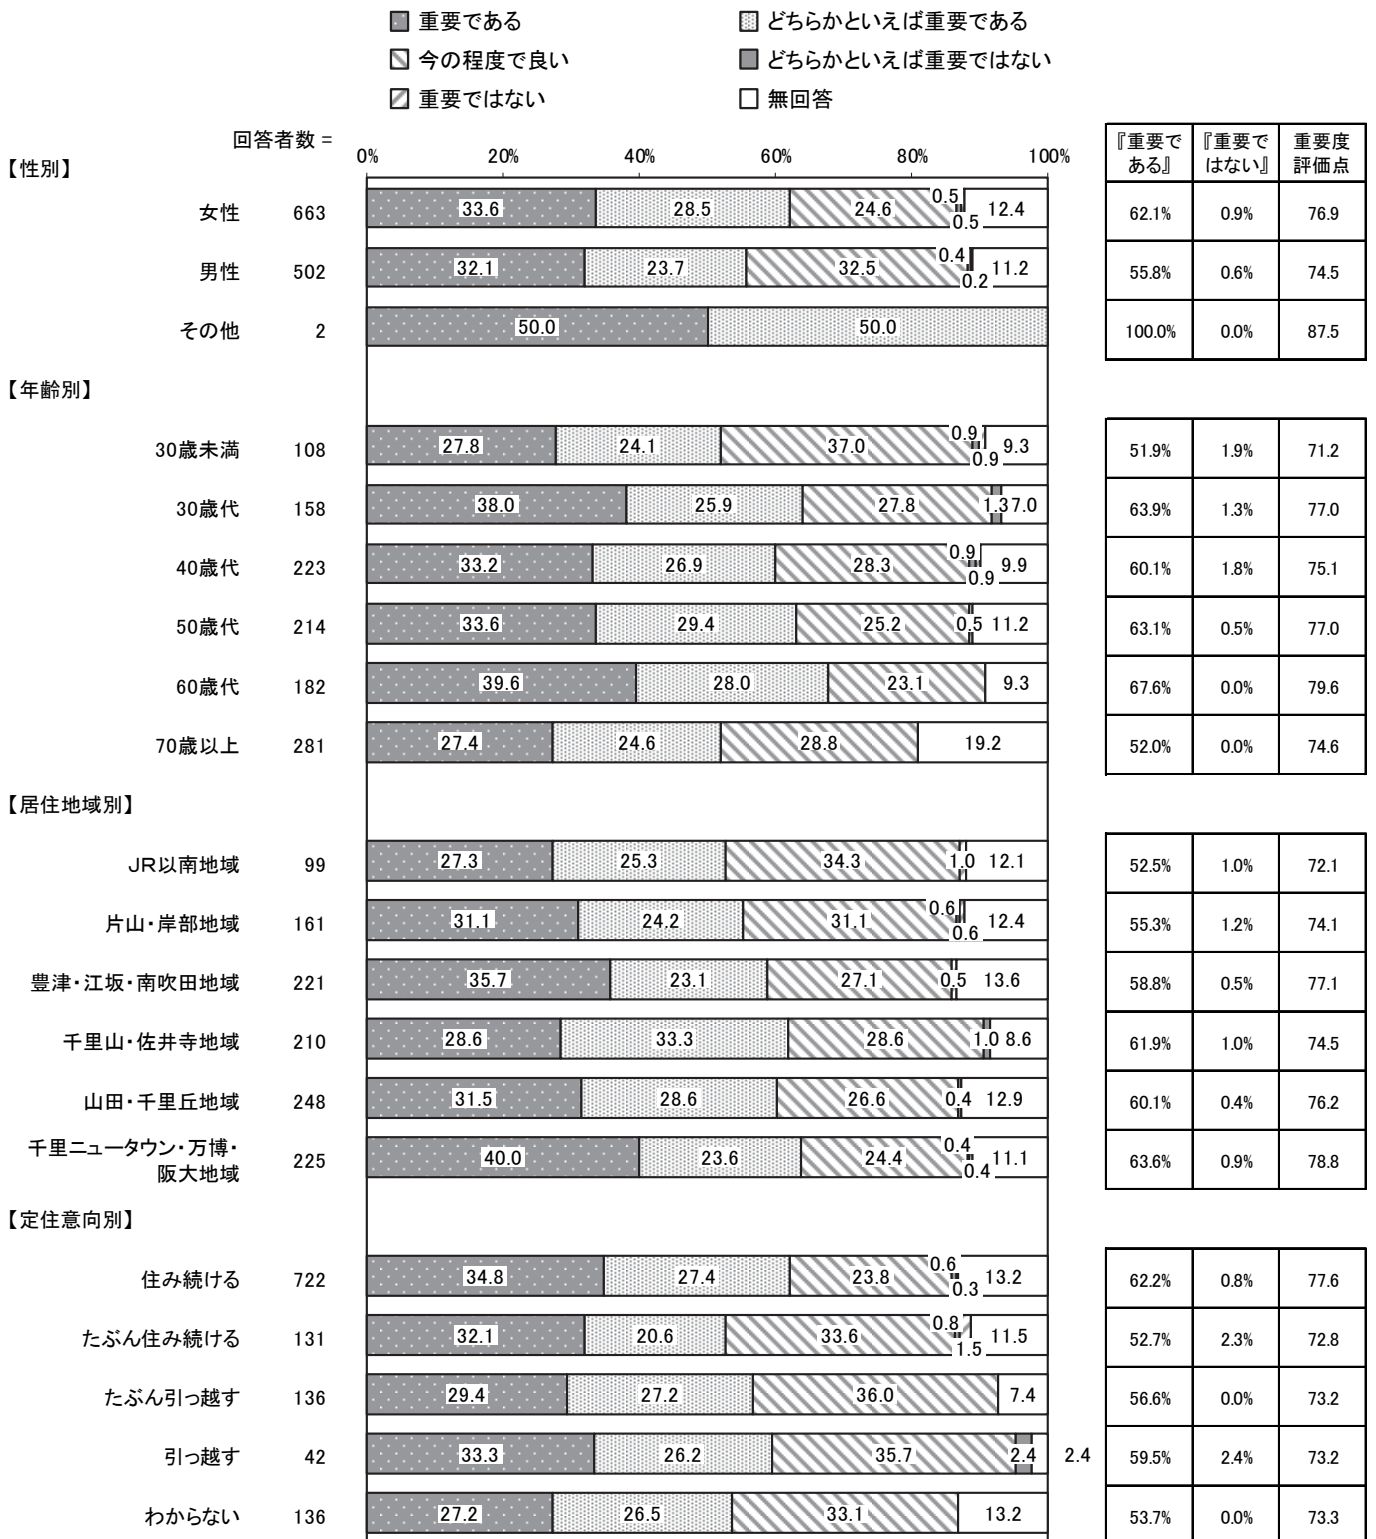 重要である どちらかといえば重要である
今の程度で良い どちらかといえば重要ではない
重要ではない 無回答
回答者数 =
0% 20% 40% 60% 80% 100%
『重要で 『重要で 重要度
ある』 はない』 評価点
【性別】
女性 663 33.6 28.5 24.6 0.5 0.5 12.4 62.1% 0.9% 76.9
男性 502 32.1 23.7 32.5 0.4 0.2 11.2 55.8% 0.6% 74.5
その他 2 50.0 50.0 100.0% 0.0% 87.5
【年齢別】
30歳未満 108 27.8 24.1 37.0 0.9 0.9 9.3 51.9% 1.9% 71.2
30歳代 158 38.0 25.9 27.8 1.3 7.0 63.9% 1.3% 77.0
40歳代 223 33.2 26.9 28.3 0.9 0.9 9.9 60.1% 1.8% 75.1
50歳代 214 33.6 29.4 25.2 0.5 11.2 63.1% 0.5% 77.0
60歳代 182 39.6 28.0 23.1 9.3 67.6% 0.0% 79.6
70歳以上 281 27.4 24.6 28.8 19.2 52.0% 0.0% 74.6
【居住地域別】
JR以南地域 99 27.3 25.3 34.3 1.0 12.1 52.5% 1.0% 72.1
片山・岸部地域 161 31.1 24.2 31.1 0.6 0.6 12.4 55.3% 1.2% 74.1
豊津・江坂・南吹田地域 221 35.7 23.1 27.1 0.5 13.6 58.8% 0.5% 77.1
千里山・佐井寺地域 210 28.6 33.3 28.6 1.0 8.6 61.9% 1.0% 74.5
山田・千里丘地域 248 31.5 28.6 26.6 0.4 12.9 60.1% 0.4% 76.2
千里ニュータウン・万博・
阪大地域 225 40.0 23.6 24.4 0.4 0.4 11.1 63.6% 0.9% 78.8
【定住意向別】
住み続ける 722 34.8 27.4 23.8 0.6 0.3 13.2 62.2% 0.8% 77.6
たぶん住み続ける 131 32.1 20.6 33.6 0.8 1.5 11.5 52.7% 2.3% 72.8
たぶん引っ越す 136 29.4 27.2 36.0 7.4 56.6% 0.0% 73.2
引っ越す 42 33.3 26.2 35.7 2.4 2.4 59.5% 2.4% 73.2
わからない 136 27.2 26.5 33.1 13.2 53.7% 0.0% 73.3